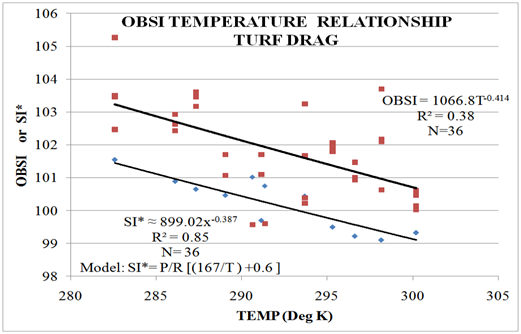 OBSI TEMPERATURE RELATIONSHIP
TURF DRAG
106
105
104
103
102
101
100
99
98
OBSI or SI*
OBSI = 1066.8T^-0.414
R² = 0.38
N=36
SI* ≈ 899.02x^-0.387
R² = 0.85
N= 36
Model: SI* = P/R [(167/T ) +0.6 ]
280
285
290
295
300
305
TEMP (Deg K)